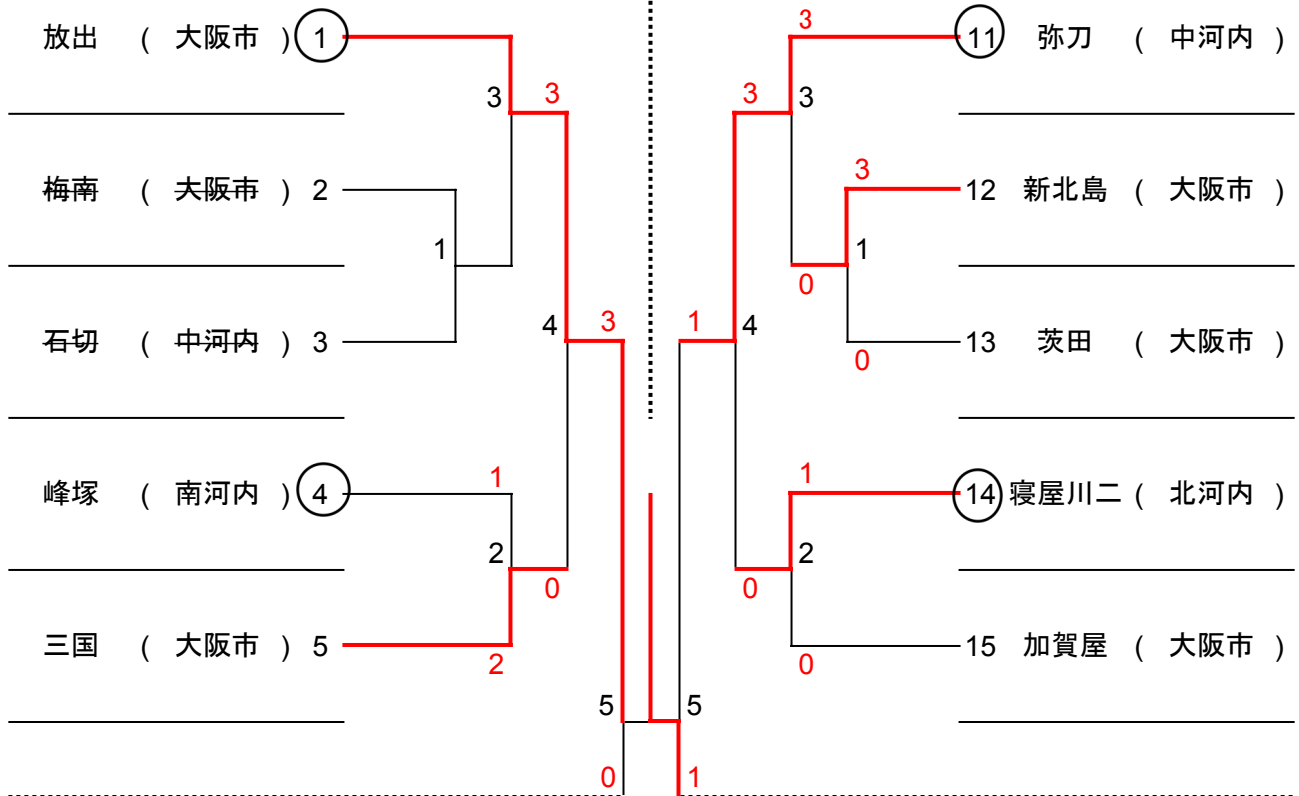 3
放出 ( 大阪市 ) 1
11 弥刀 ( 中河内 )
3 3
3 3
梅南 ( 大阪市 ) 2
3
12 新北島 ( 大阪市 )
1
1
0
石切 ( 中河内 ) 3
4 3
1 4
0
13 茨田 ( 大阪市 )
峰塚 ( 南河内 ) 4
1
1
14 寝屋川二 ( 北河内 )
2
0
0
2
三国 ( 大阪市 ) 5
2
0
15 加賀屋 ( 大阪市 )
5
5
0
1